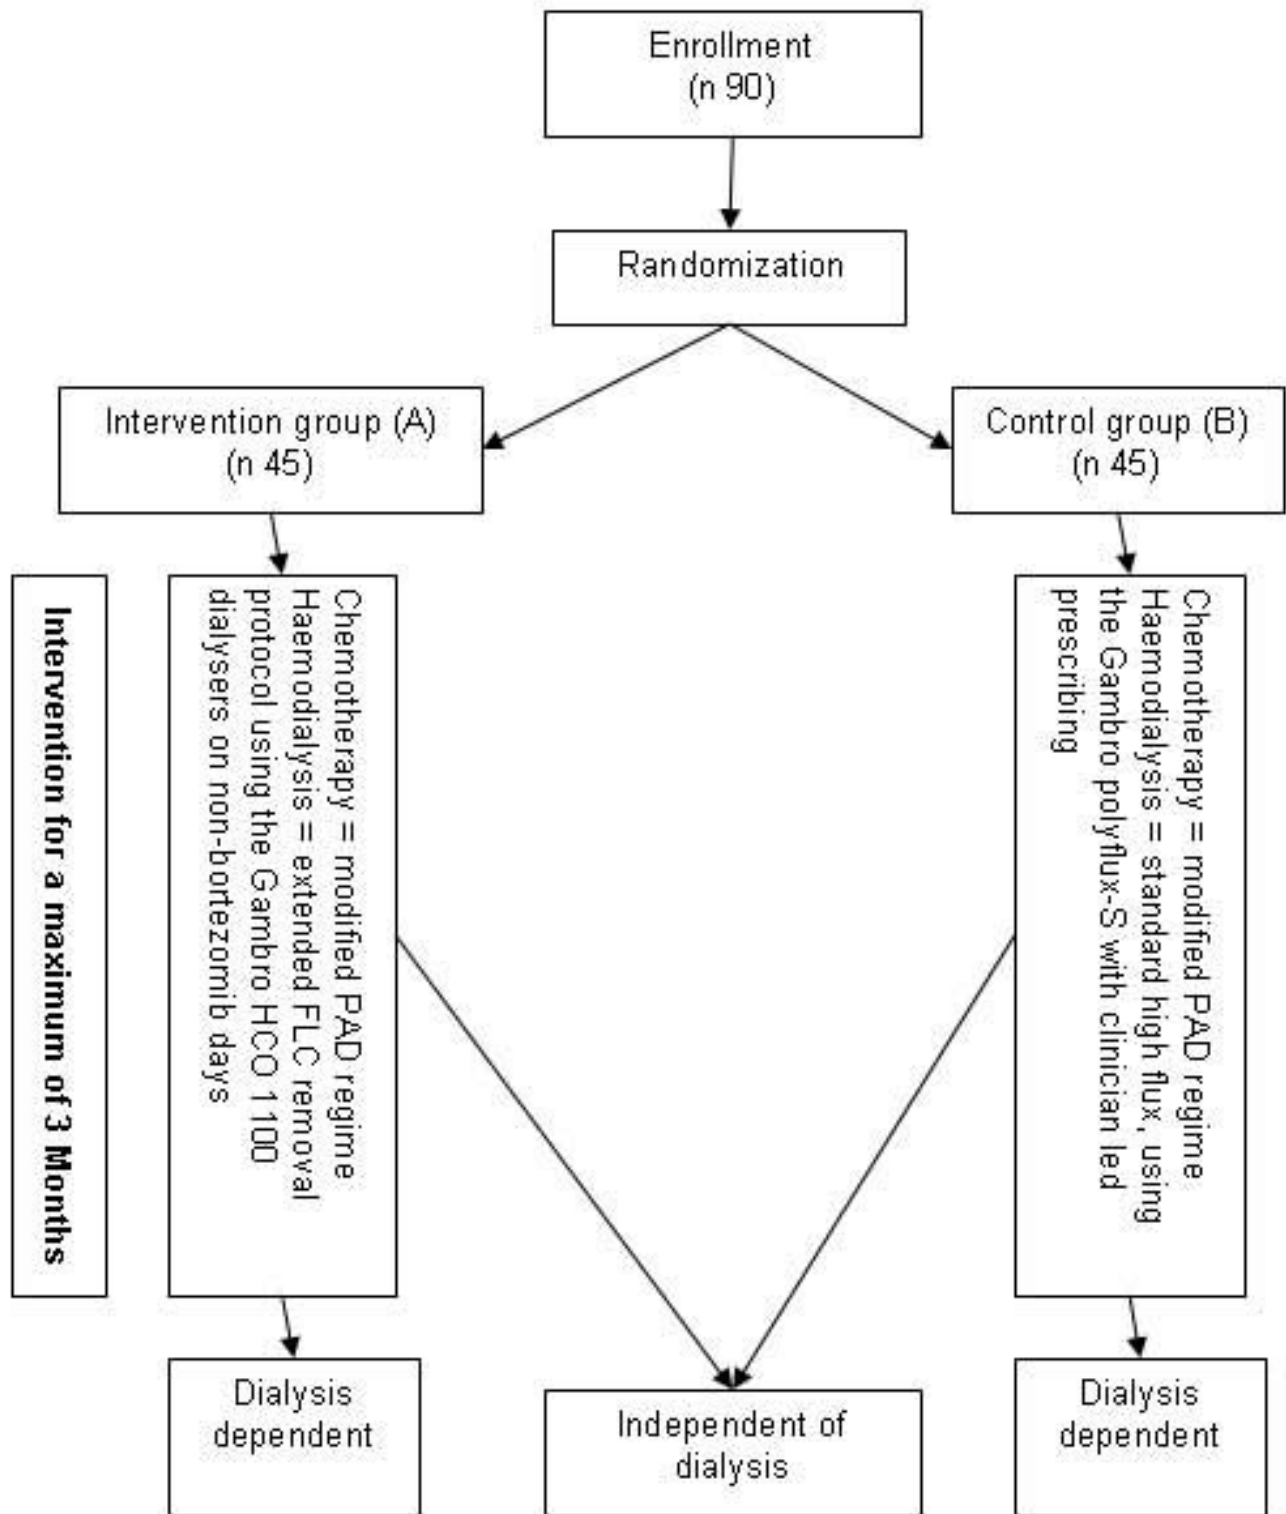 Enrollment
(n 90)
Randomization
Intervention group (A)
(n 45)
Control group (B)
(n 45)
Intervention for a maximum of 3 Months
Chemotherapy = modified PAD regime
Haemodialysis = extended FLC removal
protocol using the Gambro HCO 1100
dialysers on non-bortezomib days
Chemotherapy = modified PAD regime
Haemodialysis = standard high flux, using
the Gambro polyflux-S with clinician led
prescribing
Dialysis
dependent
Independent of
dialysis
Dialysis
dependent